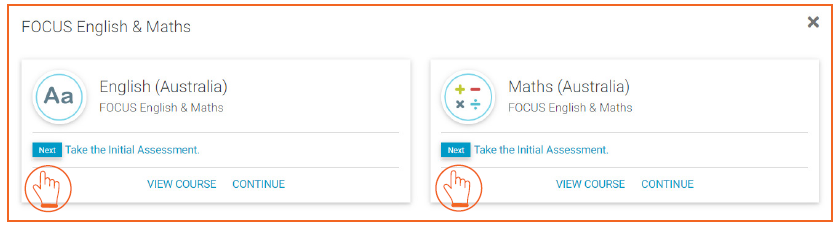 FOCUS English & Maths
Aa
English (Australia)
FOCUS English & Maths
Next Take the Initial Assessment.
VIEW COURSE CONTINUE
Maths (Australia)
FOCUS English & Maths
Next Take the Initial Assessment.
VIEW COURSE CONTINUE